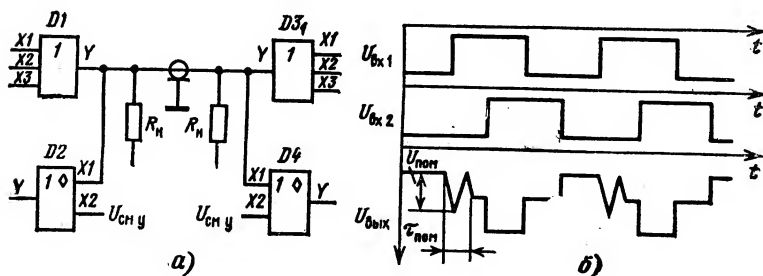 D1
X1
X2
X3
1
Y
Rн
Rн
Y
D3
1
X1
X2
X3
D2
Y
1 ◊
X1
X2
Uсм у
Uсм у
D4
X1
X2
1 ◊
Y
а)
Uвх 1
t
Uвх 2
t
Uпом
t
Uвых
τпом
б)